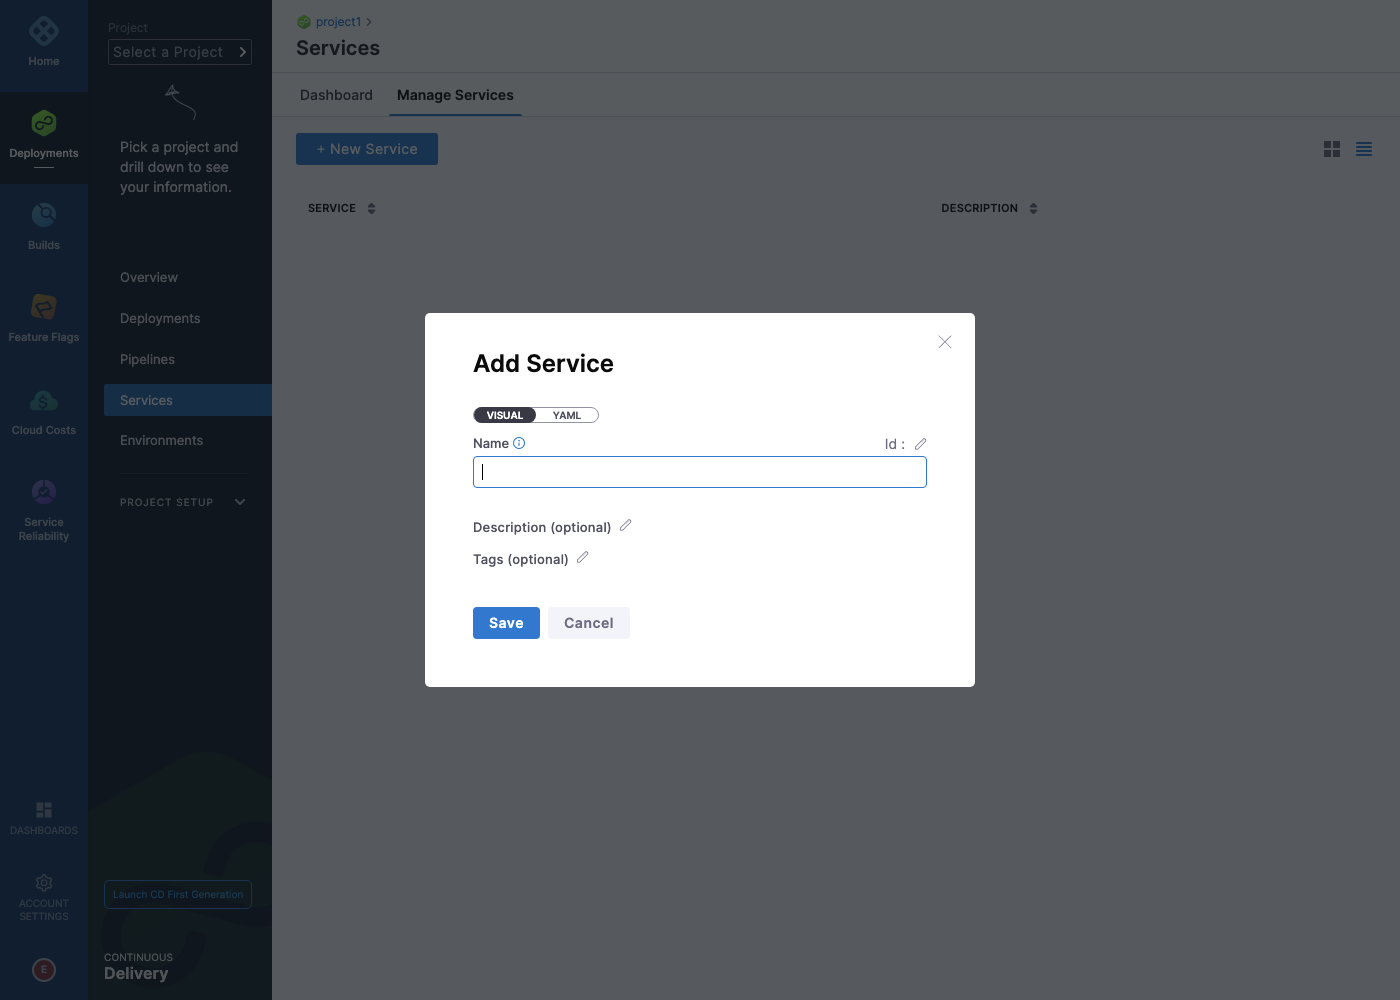 Home
Deployments
Builds
Feature Flags
Cloud Costs
Service
Reliability
DASHBOARDS
ACCOUNT
SETTINGS
E
Project
Select a Project
Pick a project and
drill down to see
your information.
Overview
Deployments
Pipelines
Services
Environments
PROJECT SETUP
Launch CD First Generation
CONTINUOUS
Delivery
project1
Services
Dashboard Manage Services
+ New Service
SERVICE DESCRIPTION
Add Service
VISUAL YAML
Name Id :
Description (optional)
Tags (optional)
Save Cancel